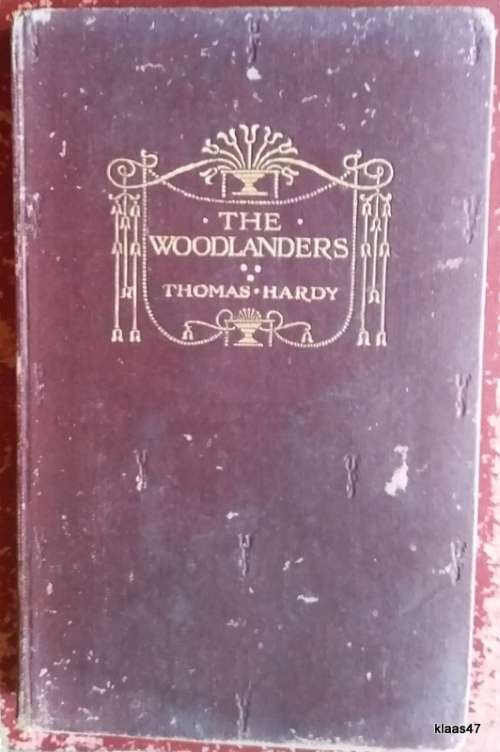 · THE ·
WOODLANDERS
THOMAS · HARDY
klaas47